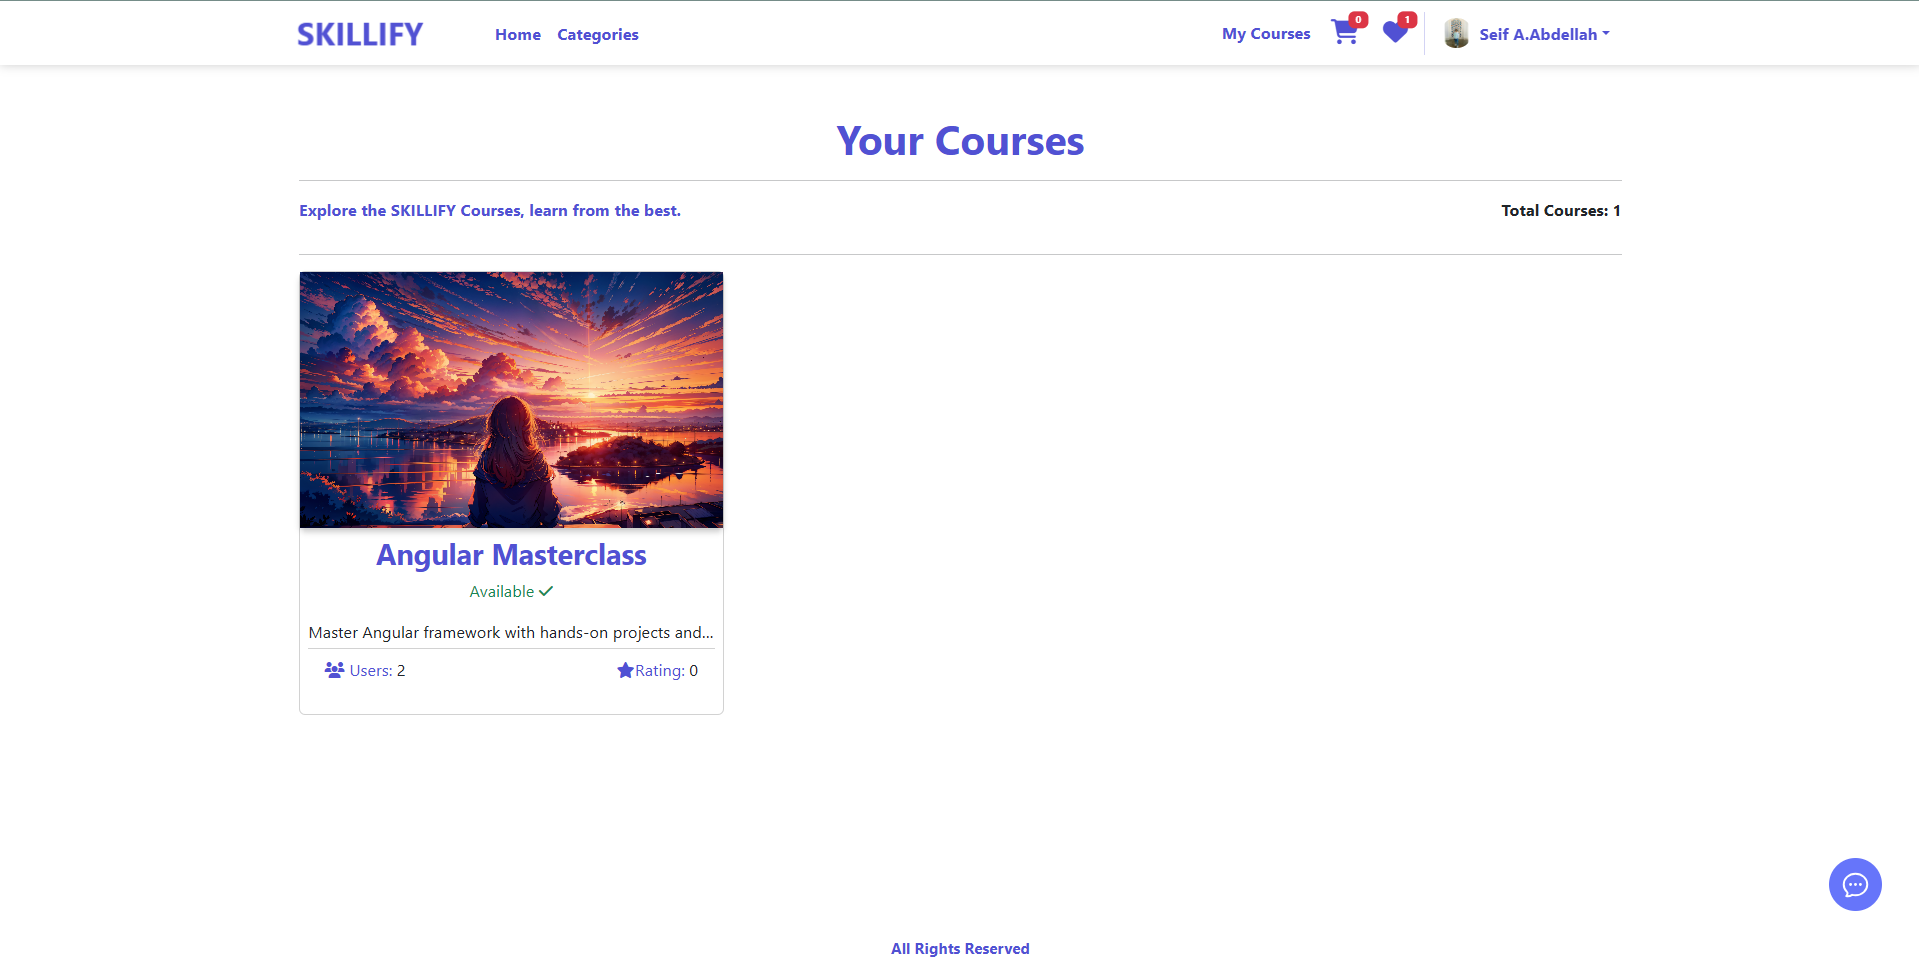 SKILLIFY Home Categories My Courses 0 1 Seif A.Abdellah
Your Courses
Explore the SKILLIFY Courses, learn from the best. Total Courses: 1
Angular Masterclass
Available
Master Angular framework with hands-on projects and...
Users: 2 Rating: 0
All Rights Reserved